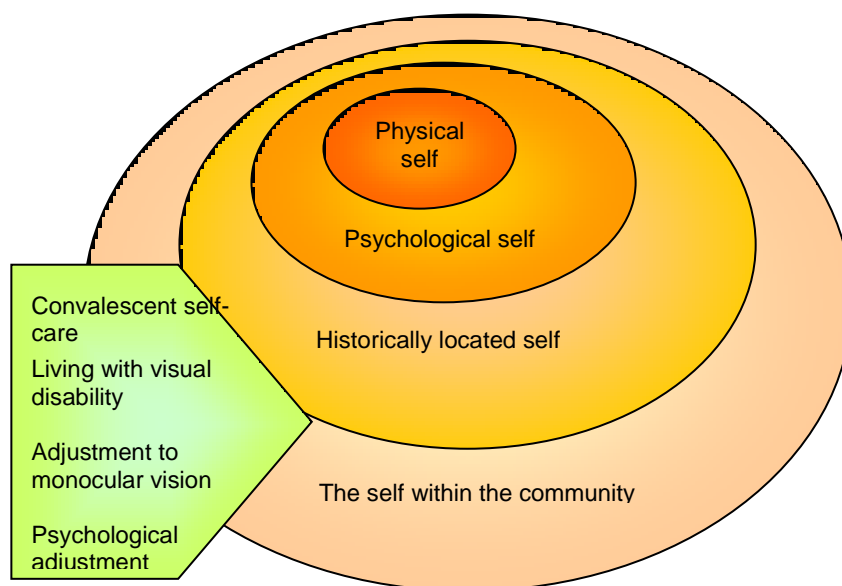 Physical
self
Psychological self
Historically located self
The self within the community
Convalescent self-
care
Living with visual
disability
Adjustment to
monocular vision
Psychological
adjustment